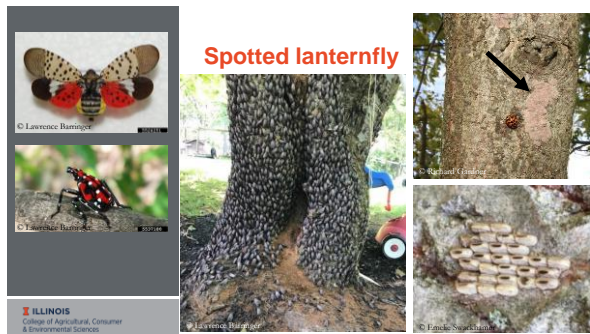 Spotted lanternfly
© Lawrence Barringer
© Lawrence Barringer
© Lawrence Barringer
© Richard Gardner
© Emelie Swackhamer
I ILLINOIS
College of Agricultural, Consumer
& Environmental Sciences